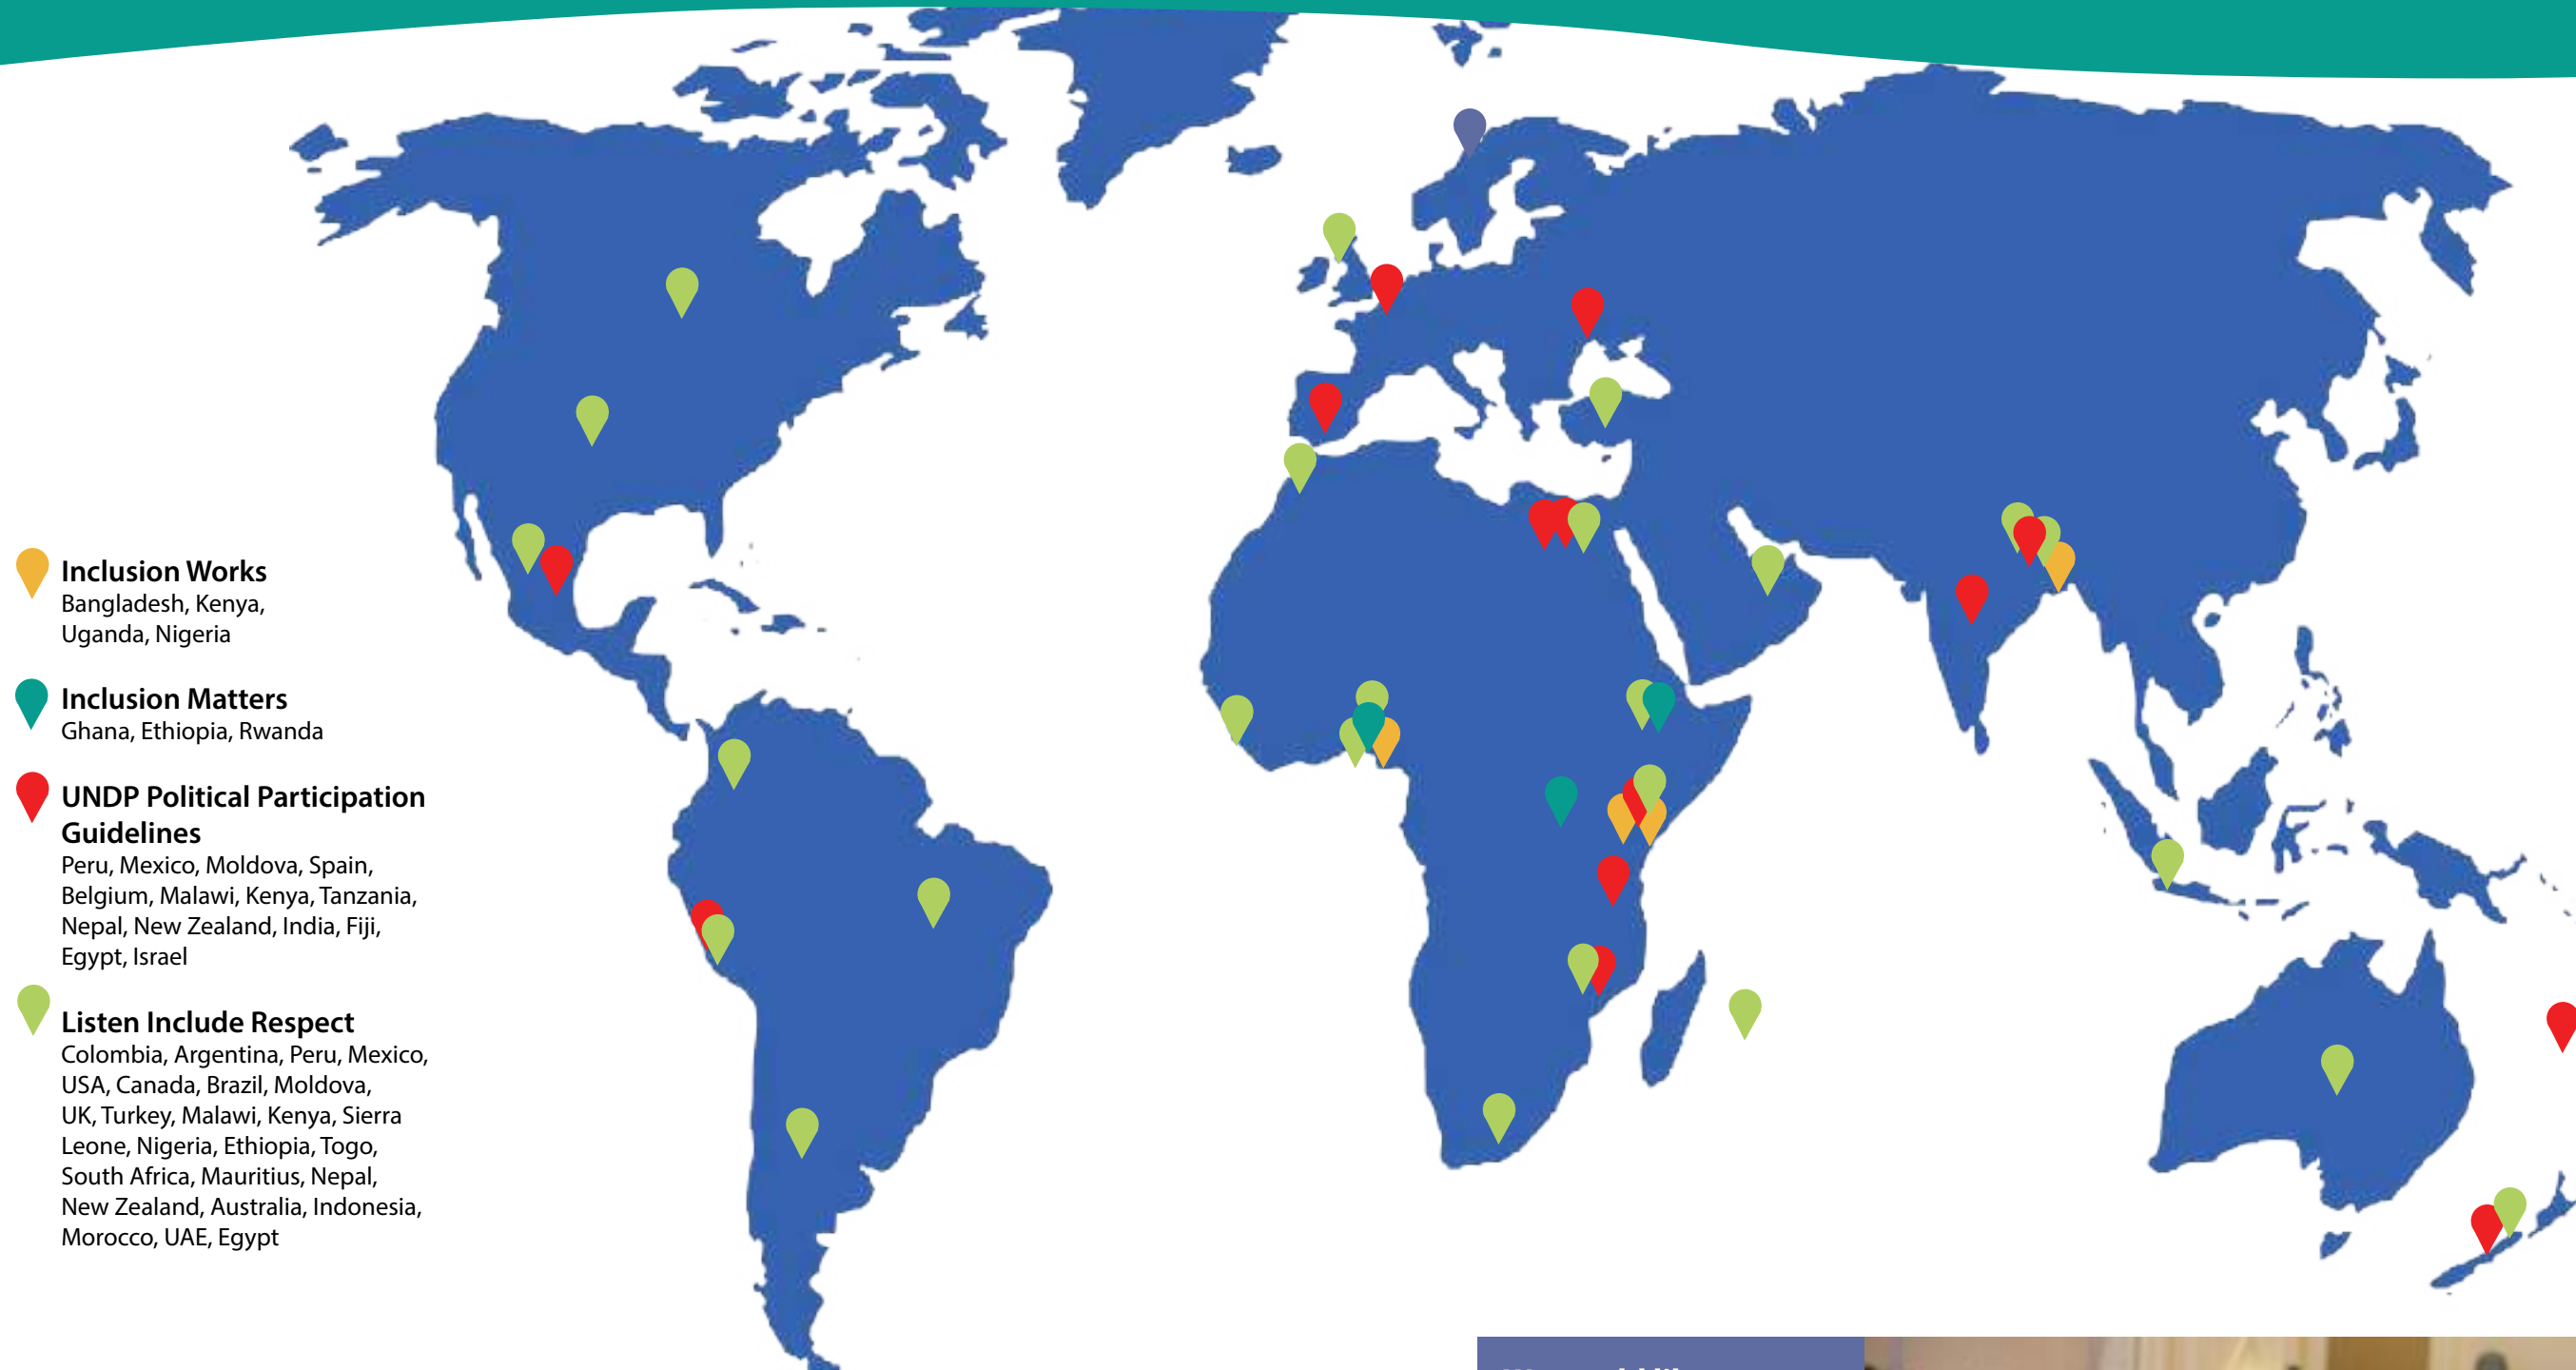 Inclusion Works
Bangladesh, Kenya,
Uganda, Nigeria
Inclusion Matters
Ghana, Ethiopia, Rwanda
UNDP Political Participation
Guidelines
Peru, Mexico, Moldova, Spain,
Belgium, Malawi, Kenya, Tanzania,
Nepal, New Zealand, India, Fiji,
Egypt, Israel
Listen Include Respect
Colombia, Argentina, Peru, Mexico,
USA, Canada, Brazil, Moldova,
UK, Turkey, Malawi, Kenya, Sierra
Leone, Nigeria, Ethiopia, Togo,
South Africa, Mauritius, Nepal,
New Zealand, Australia, Indonesia,
Morocco, UAE, Egypt